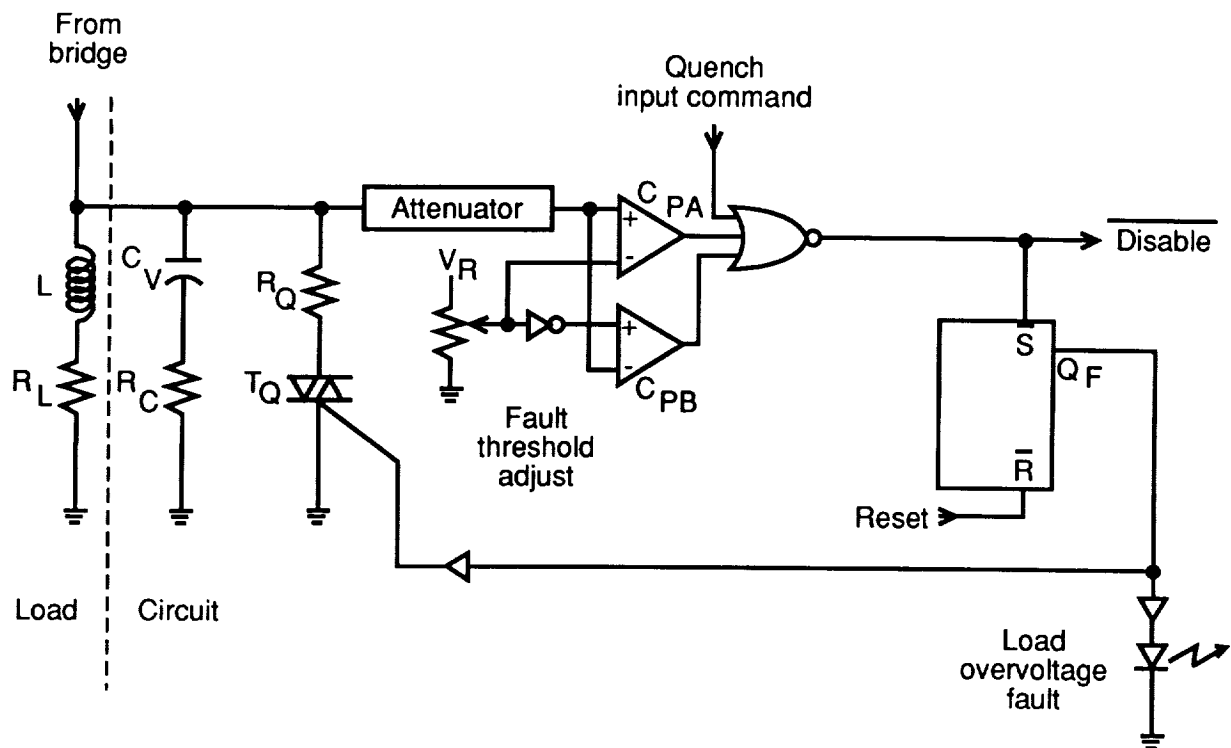 From
bridge
Quench
input command
Attenuator
+
-
C PA
Disable
L
C V
R Q
V R
+
-
C PB
S
Q F
R L
R C
T Q
Fault
threshold
adjust
R
Reset
Load
Circuit
Load
overvoltage
fault